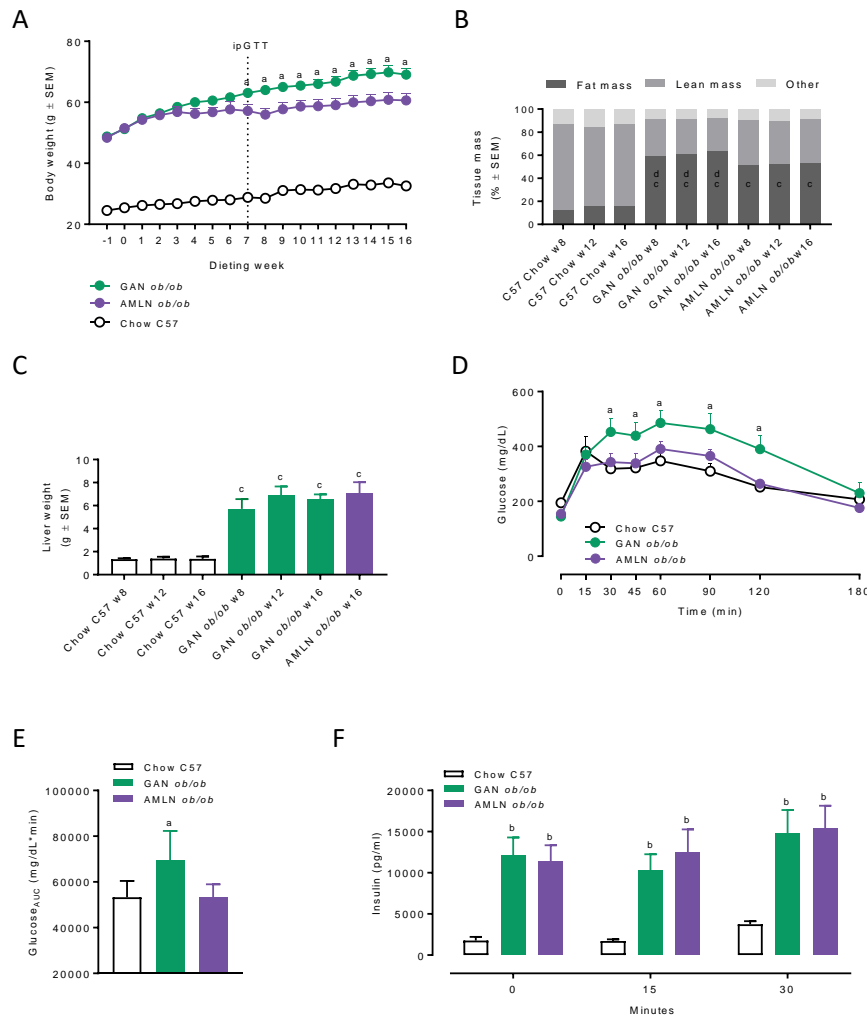 A
ipGTT
80
60
40
20
Body weight (g ± SEM)
a a a a a a a a a a
-1 0 1 2 3 4 5 6 7 8 9 10 11 12 13 14 15 16
Dieting week
GAN ob/ob
AMLN ob/ob
Chow C57
B
Fat mass Lean mass Other
100
80
60
40
20
0
Tissue mass
(% ± SEM)
d d d
c c c c c c
C57 Chow w8
C57 Chow w12
C57 Chow w16
GAN ob/ob w8
GAN ob/ob w12
GAN ob/ob w16
AMLN ob/ob w8
AMLN ob/ob w12
AMLN ob/ob w16
C
10
8
6
4
2
0
Liver weight
(g ± SEM)
c c c c
Chow C57 w8
Chow C57 w12
Chow C57 w16
GAN ob/ob w8
GAN ob/ob w12
GAN ob/ob w16
AMLN ob/ob w16
D
600
400
200
0
Glucose (mg/dL)
a a a a a
Chow C57
GAN ob/ob
AMLN ob/ob
0 15 30 45 60 90 120 180
Time (min)
E
Chow C57
GAN ob/ob
AMLN ob/ob
100000
80000
60000
40000
20000
GlucoseAUC (mg/dL*min)
a
F
Chow C57
GAN ob/ob
AMLN ob/ob
20000
15000
10000
5000
0
Insulin (pg/ml)
b b b b b b
0 15 30
Minutes